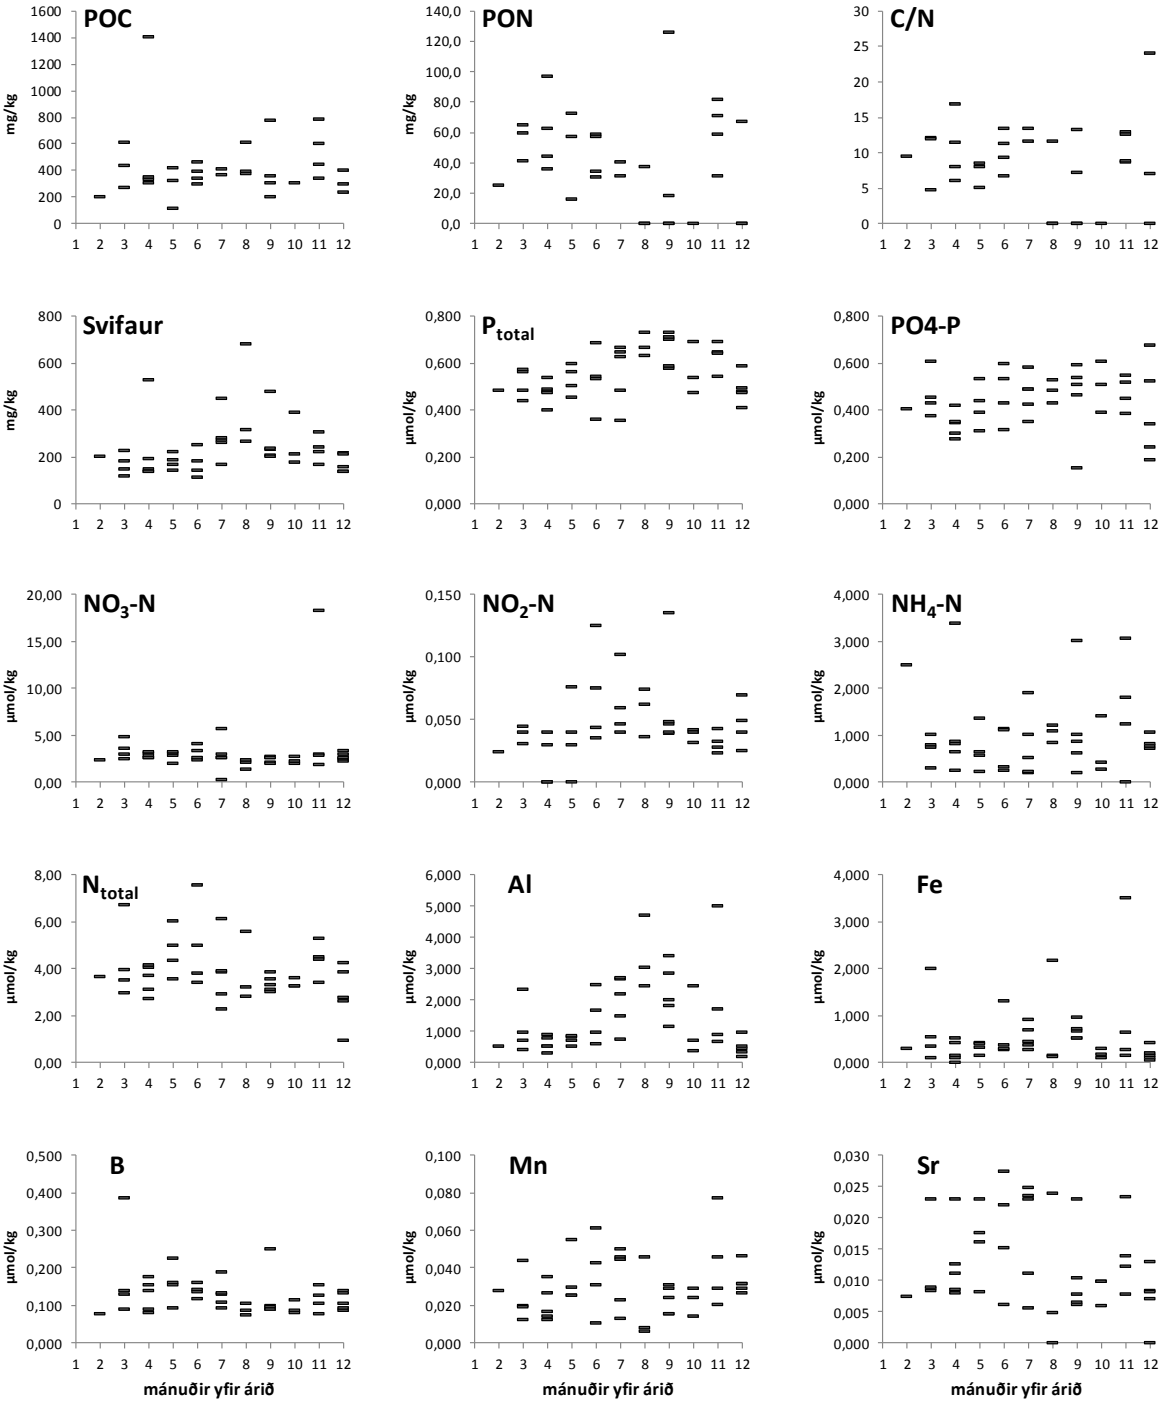 POC
mg/kg
1600
1400
1200
1000
800
600
400
200
0
1 2 3 4 5 6 7 8 9 10 11 12
PON
mg/kg
140,0
120,0
100,0
80,0
60,0
40,0
20,0
0,0
1 2 3 4 5 6 7 8 9 10 11 12
C/N
30
25
20
15
10
5
0
1 2 3 4 5 6 7 8 9 10 11 12
Svifaur
mg/kg
800
600
400
200
0
1 2 3 4 5 6 7 8 9 10 11 12
Ptotal
µmol/kg
0,800
0,600
0,400
0,200
0,000
1 2 3 4 5 6 7 8 9 10 11 12
PO4-P
µmol/kg
0,800
0,600
0,400
0,200
0,000
1 2 3 4 5 6 7 8 9 10 11 12
NO3-N
µmol/kg
20,00
15,00
10,00
5,00
0,00
1 2 3 4 5 6 7 8 9 10 11 12
NO2-N
µmol/kg
0,150
0,100
0,050
0,000
1 2 3 4 5 6 7 8 9 10 11 12
NH4-N
µmol/kg
4,000
3,000
2,000
1,000
0,000
1 2 3 4 5 6 7 8 9 10 11 12
Ntotal
µmol/kg
8,00
6,00
4,00
2,00
0,00
1 2 3 4 5 6 7 8 9 10 11 12
Al
µmol/kg
6,000
5,000
4,000
3,000
2,000
1,000
0,000
1 2 3 4 5 6 7 8 9 10 11 12
Fe
µmol/kg
4,000
3,000
2,000
1,000
0,000
1 2 3 4 5 6 7 8 9 10 11 12
B
µmol/kg
0,500
0,400
0,300
0,200
0,100
0,000
1 2 3 4 5 6 7 8 9 10 11 12
mánuðir yfir árið
Mn
µmol/kg
0,100
0,080
0,060
0,040
0,020
0,000
1 2 3 4 5 6 7 8 9 10 11 12
mánuðir yfir árið
Sr
µmol/kg
0,030
0,025
0,020
0,015
0,010
0,005
0,000
1 2 3 4 5 6 7 8 9 10 11 12
mánuðir yfir árið